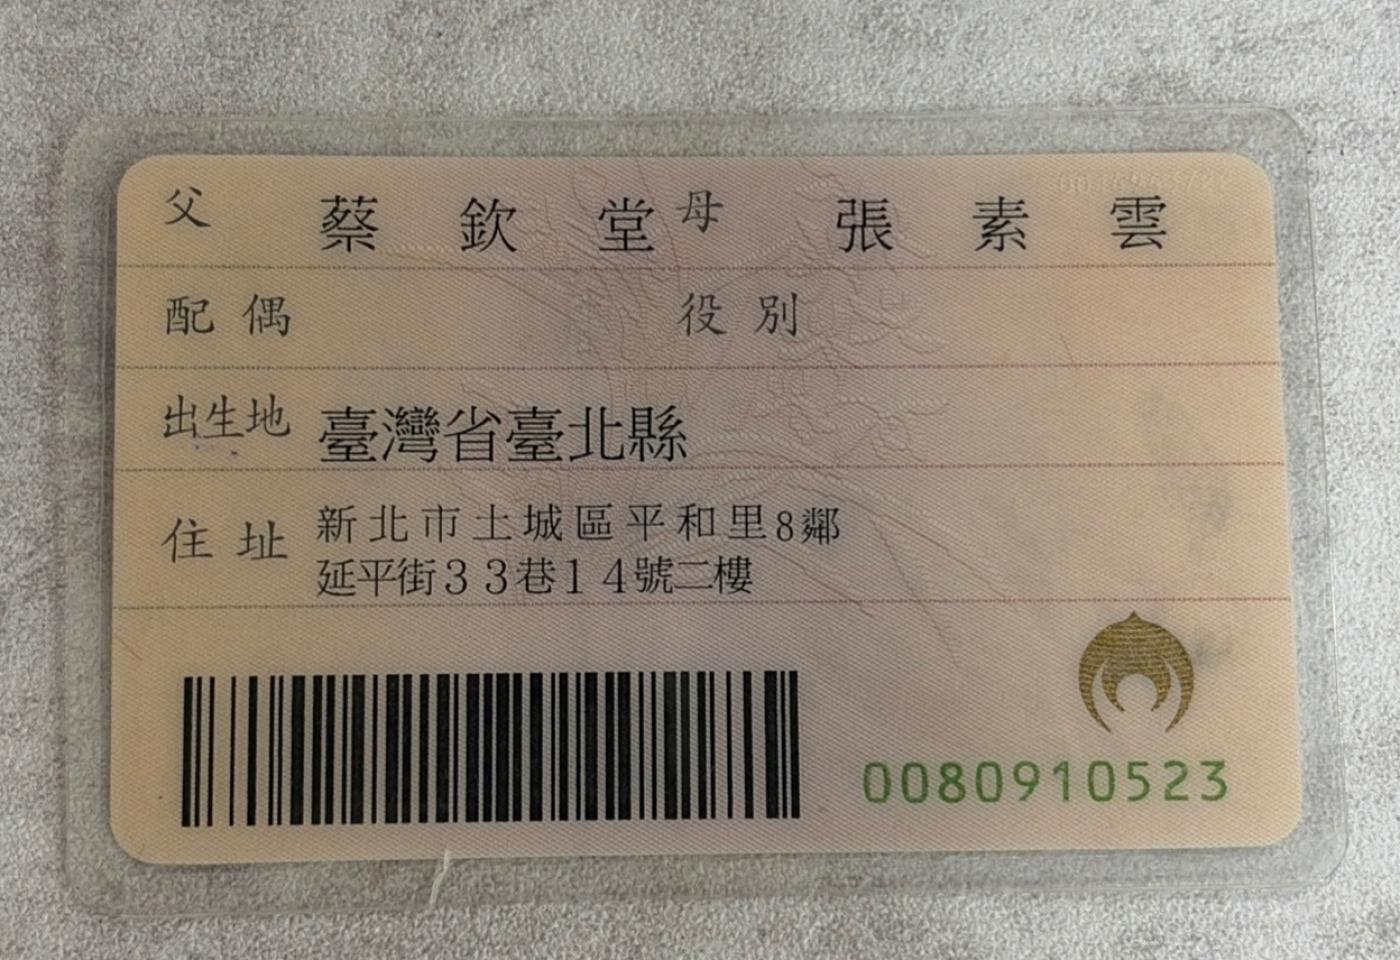 父 蔡欽堂 母 張素雲
配偶 役別
出生地 臺灣省臺北縣
住址 新北市土城區平和里8鄰
延平街33巷14號二樓
0080910523